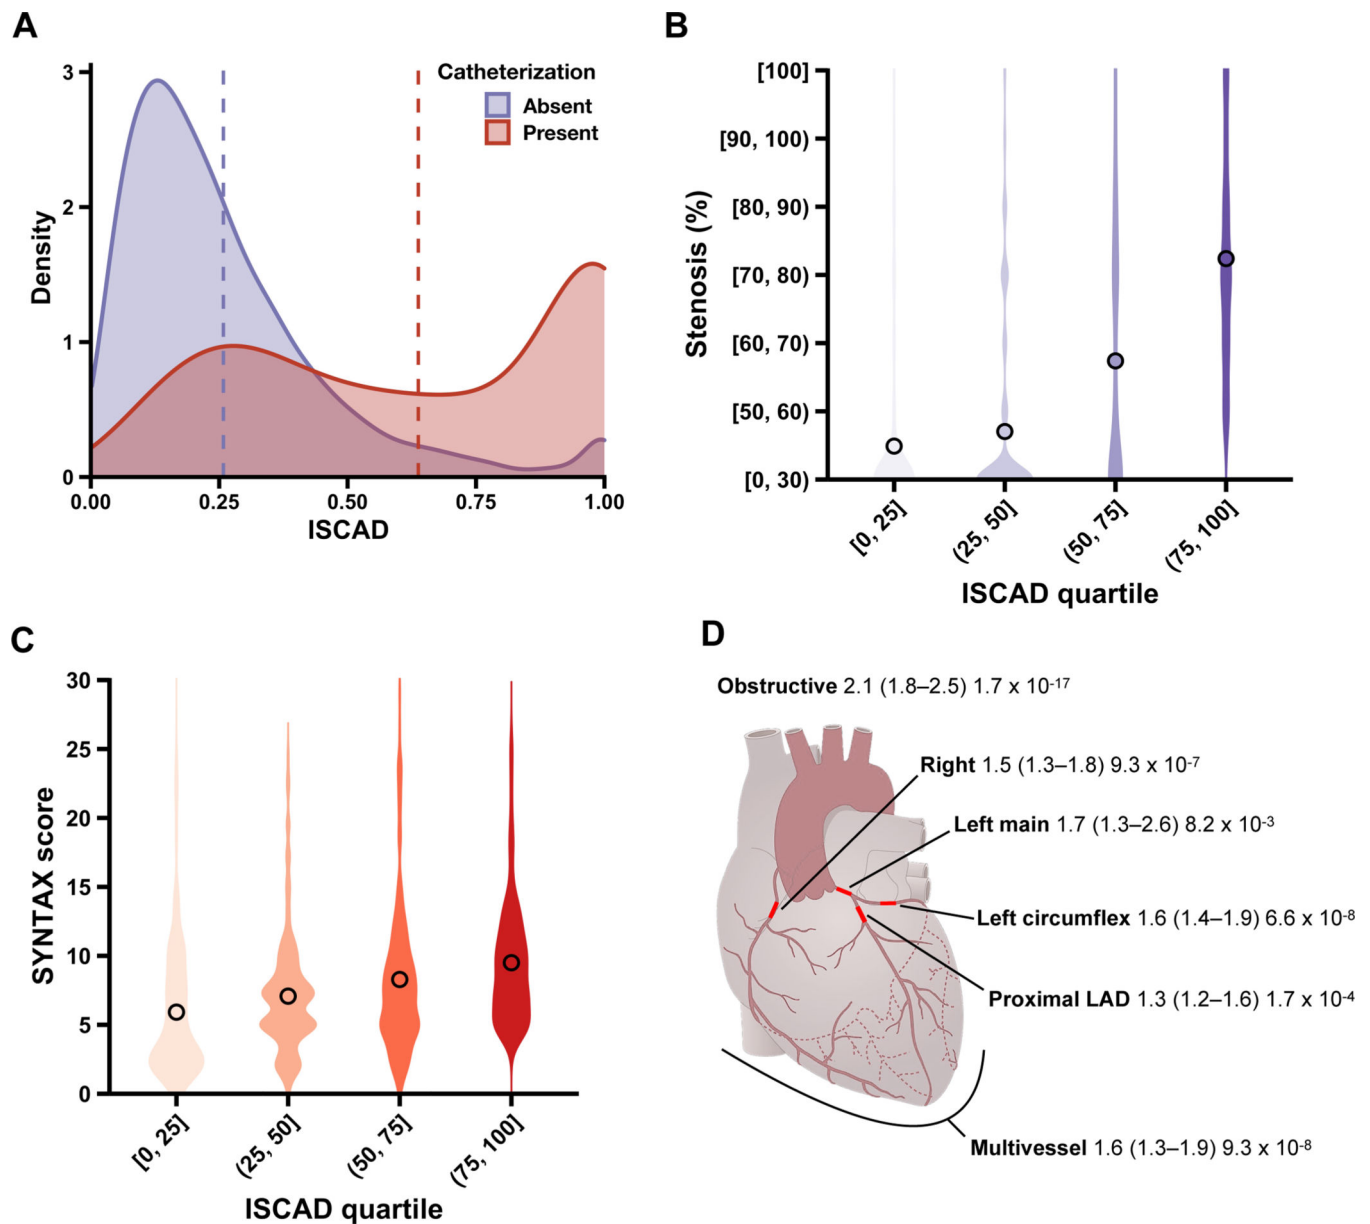 A
Catheterization
Absent
Present
3
2
1
0
Density
0.00 0.25 0.50 0.75 1.00
ISCAD
B
[100]
[90, 100)
[80, 90)
[70, 80)
[60, 70)
[50, 60)
[0, 30)
Stenosis (%)
[0, 25] (25, 50] (50, 75] (75, 100]
ISCAD quartile
C
30
25
20
15
10
5
0
SYNTAX score
[0, 25] (25, 50] (50, 75] (75, 100]
ISCAD quartile
D
Obstructive 2.1 (1.8–2.5) 1.7 x 10-17
Right 1.5 (1.3–1.8) 9.3 x 10-7
Left main 1.7 (1.3–2.6) 8.2 x 10-3
Left circumflex 1.6 (1.4–1.9) 6.6 x 10-8
Proximal LAD 1.3 (1.2–1.6) 1.7 x 10-4
Multivessel 1.6 (1.3–1.9) 9.3 x 10-8